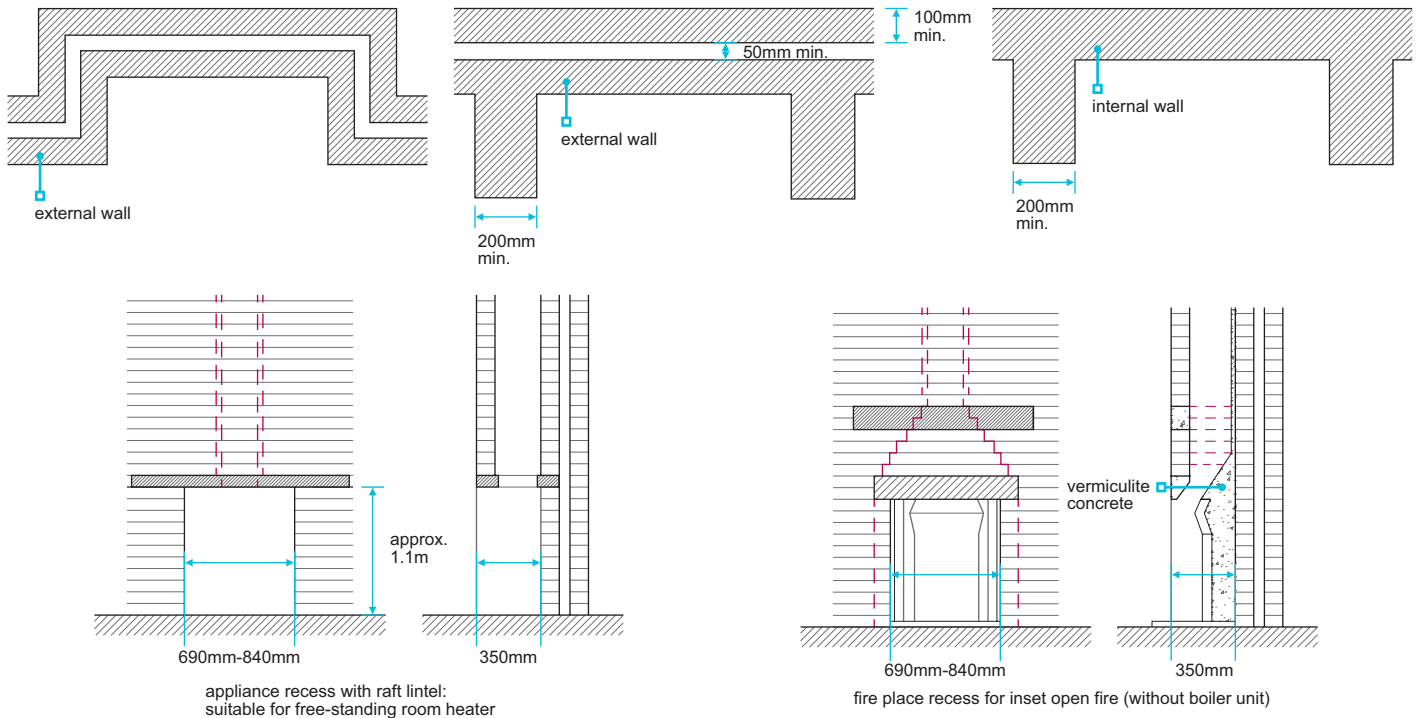 100mm
min.
50mm min.
external wall
internal wall
external wall
200mm
min.
200mm
min.
approx.
1.1m
vermiculite
concrete
690mm-840mm
350mm
690mm-840mm
350mm
appliance recess with raft lintel:
suitable for free-standing room heater
fire place recess for inset open fire (without boiler unit)